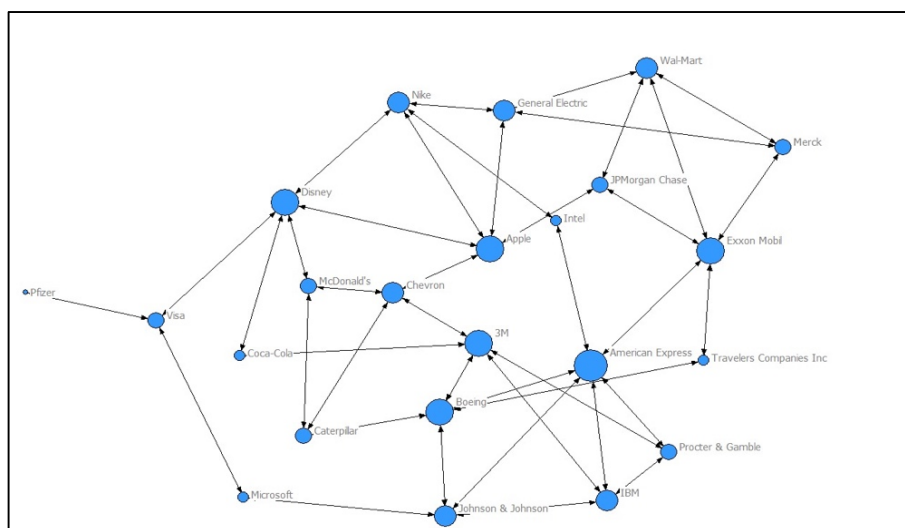 Wal-Mart
Nike
General Electric
Merck
JPMorgan Chase
Disney
Intel
Apple
Exxon Mobil
McDonald's
Chevron
Pfizer
Visa
3M
Coca-Cola
American Express
Travelers Companies Inc
Boeing
Caterpillar
Procter & Gamble
Microsoft
IBM
Johnson & Johnson